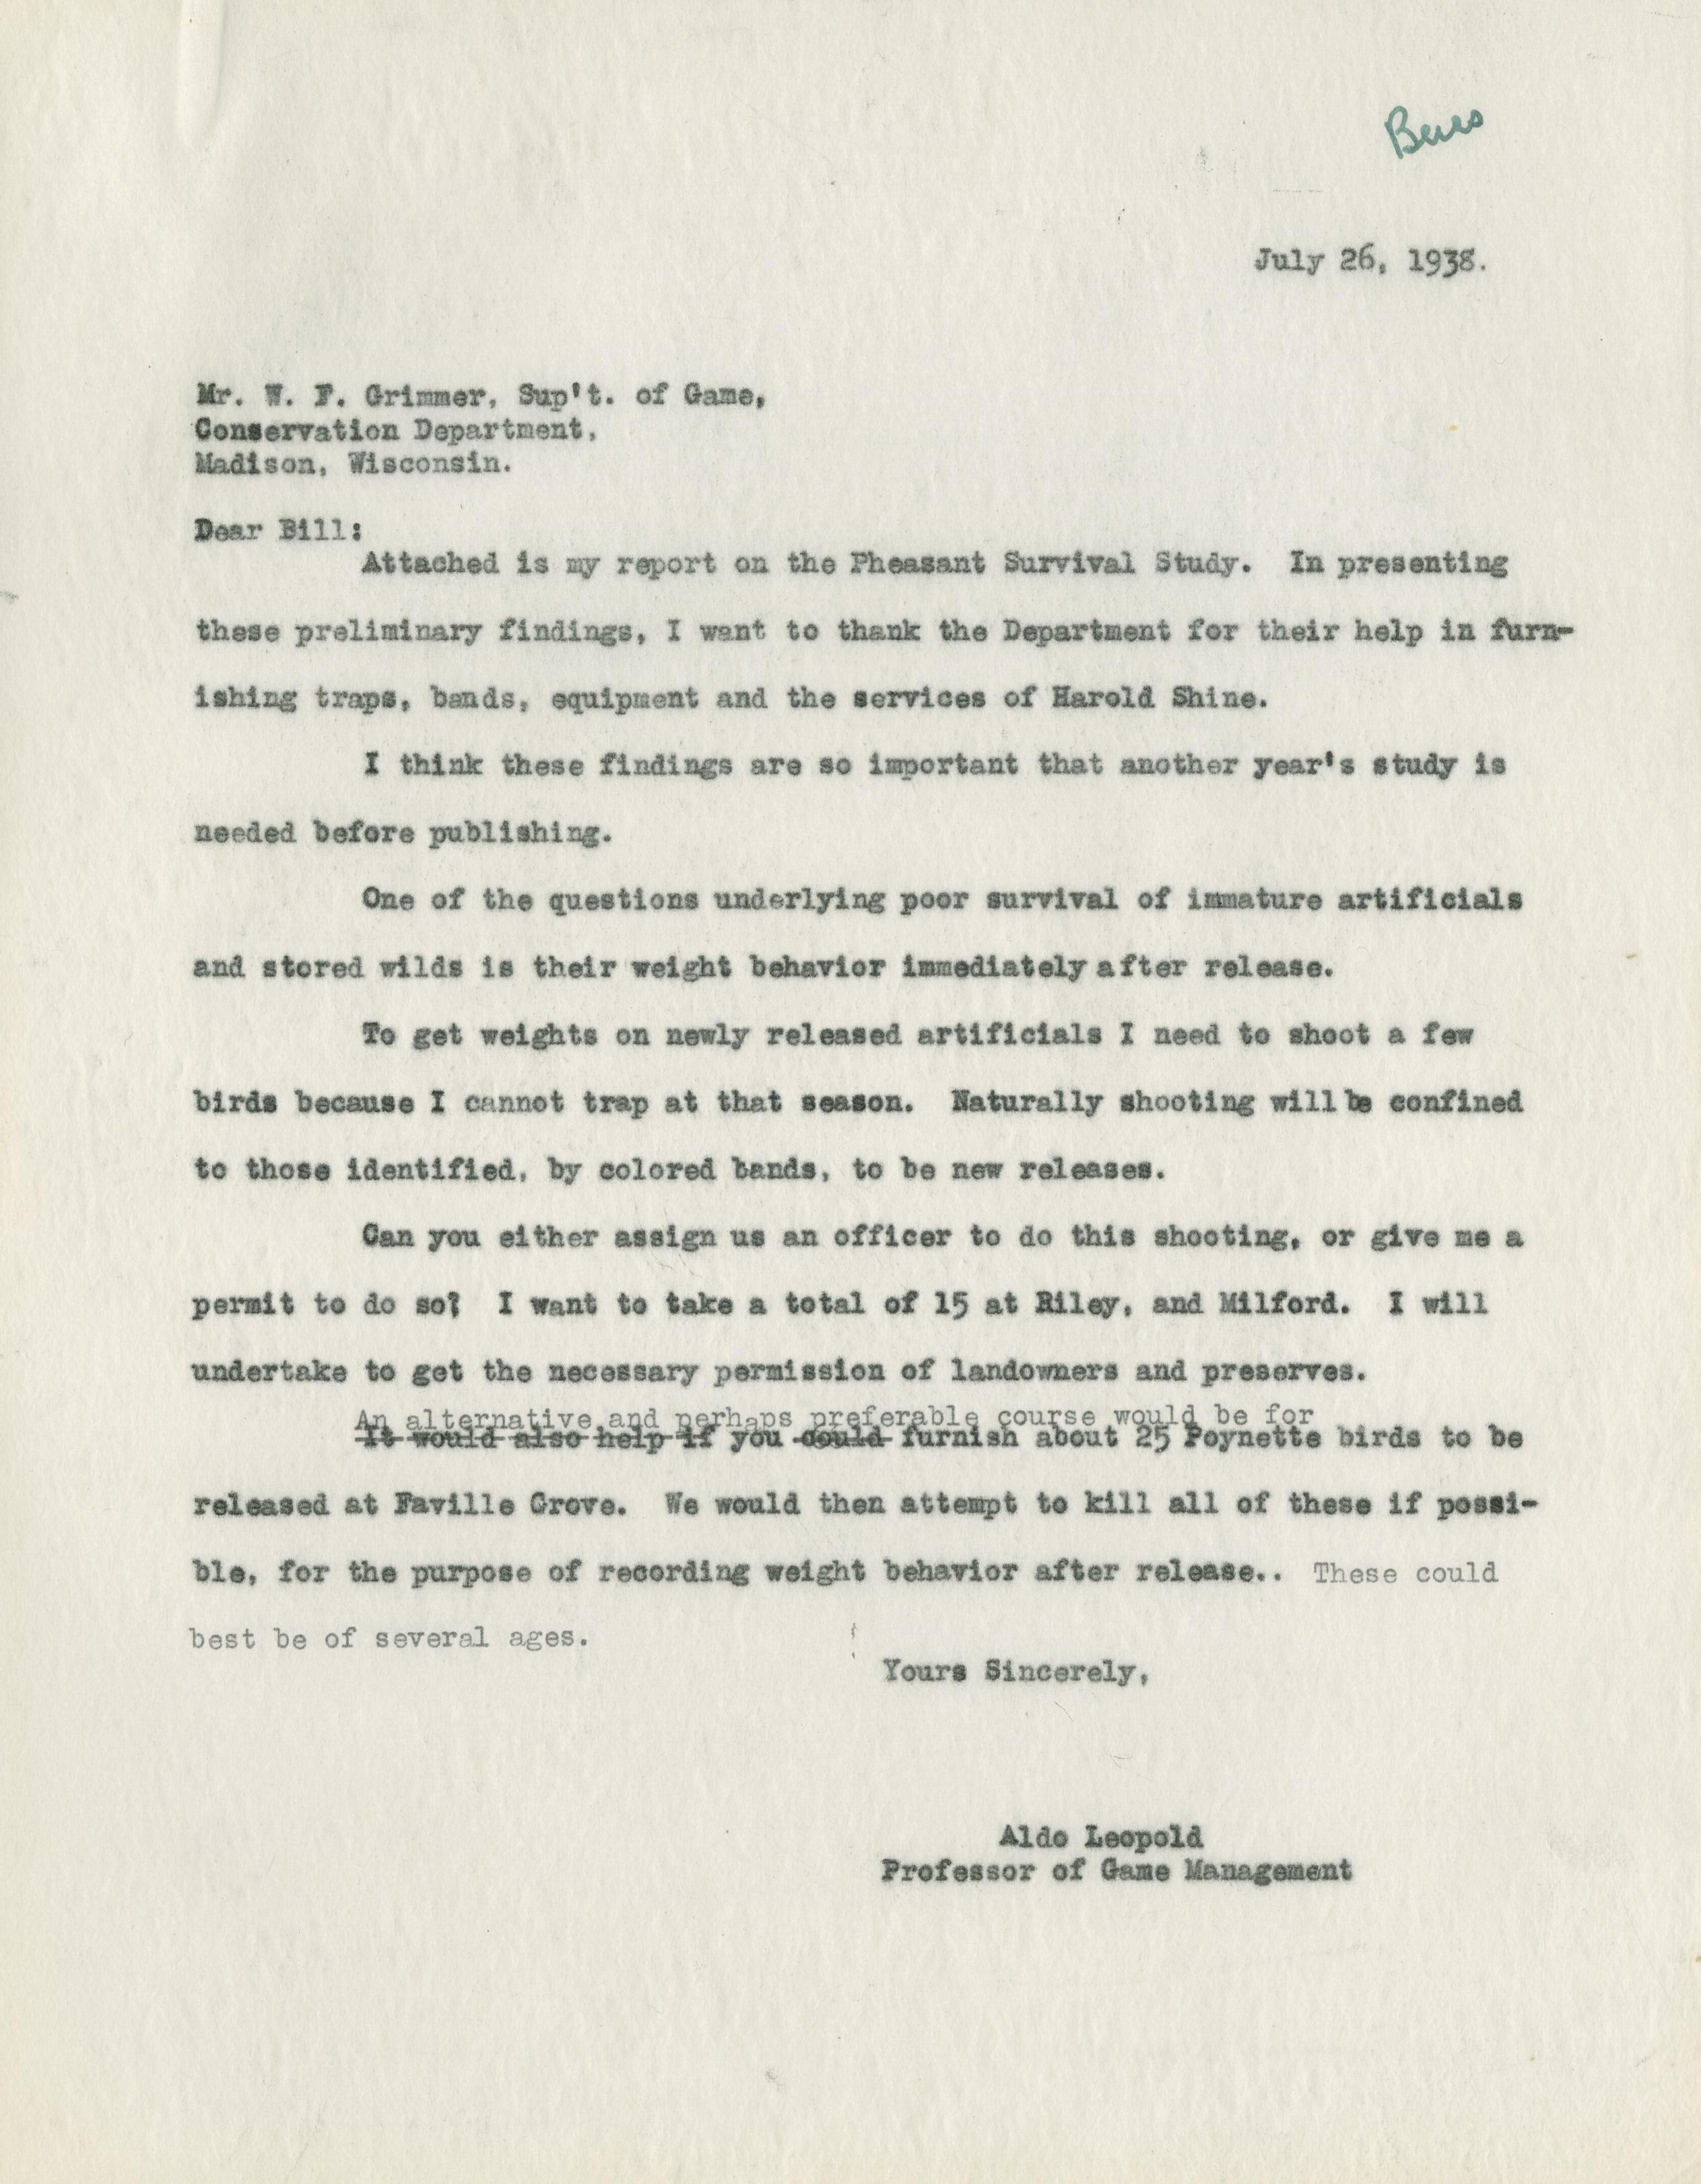 July 26, 1938.
Mr. W. F. Grimmer, Sup't. of Game,
Conservation Department,
Madison, Wisconsin.
Dear Bill:
Attached is my report on the Pheasant Survival Study. In presenting
these preliminary findings, I want to thank the Department for their help in furn-
ishing traps, bands, equipment and the services of Harold Shine.
I think these findings are so important that another year's study is
needed before publishing.
One of the questions underlying poor survival of immature artificials
and stored wilds is their weight behavior immediately after release.
To get weights on newly released artificials I need to shoot a few
birds because I cannot trap at that season. Naturally shooting will be confined
to those identified, by colored bands, to be new releases.
Can you either assign us an officer to do this shooting, or give me a
permit to do so? I want to take a total of 15 at Riley, and Milford. I will
undertake to get the necessary permission of landowners and preserves.
An alternative and perhaps preferable course would be for
It would also help if you could furnish about 25 Poynette birds to be
released at Faville Grove. We would then attempt to kill all of these if possi-
ble, for the purpose of recording weight behavior after release.. These could
best be of several ages.
Yours Sincerely,
Aldo Leopold
Professor of Game Management